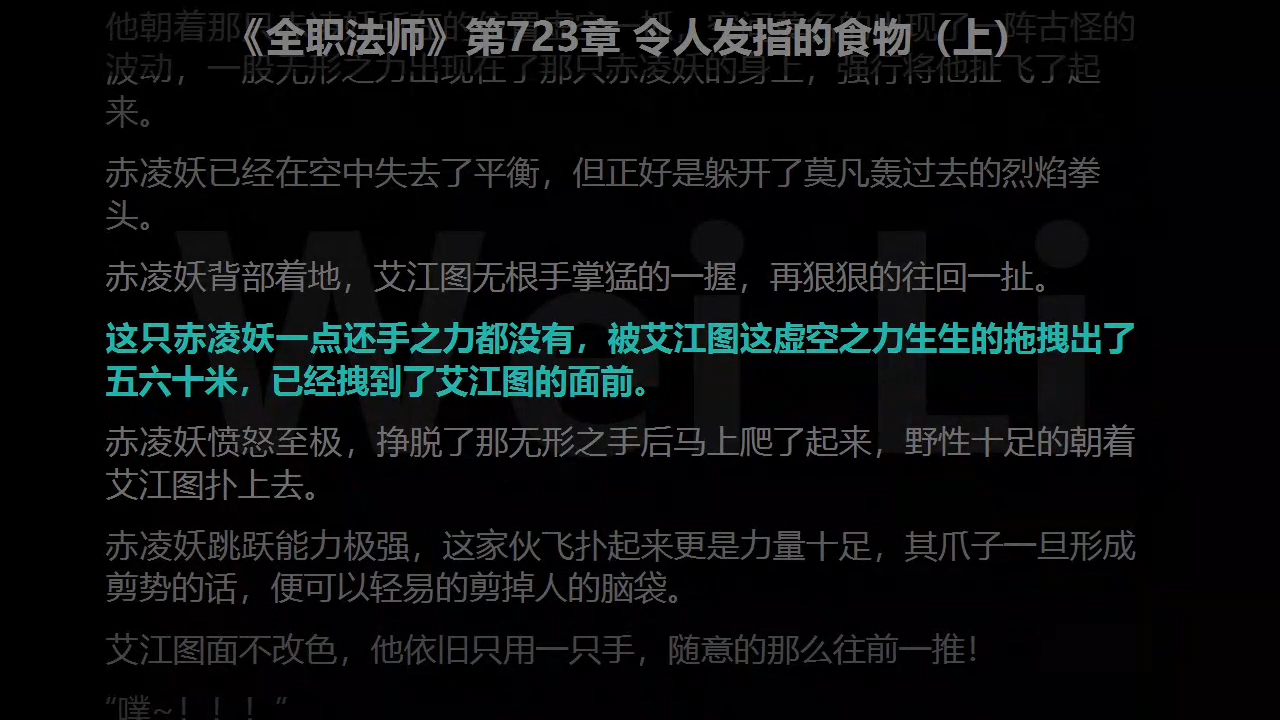 《全职法师》第723章 令人发指的食物（上）
波动，一股无形之力出现在了那只赤凌妖的身上，强行将他扯飞了起
来。
赤凌妖已经在空中失去了平衡，但正好是躲开了莫凡轰过去的烈焰拳
头。
赤凌妖背部着地，艾江图无根手掌猛的一握，再狠狠的往回一扯。
这只赤凌妖一点还手之力都没有，被艾江图这虚空之力生生的拖拽出了
五六十米，已经拽到了艾江图的面前。
赤凌妖愤怒至极，挣脱了那无形之手后马上爬了起来，野性十足的朝着
艾江图扑上去。
赤凌妖跳跃能力极强，这家伙飞扑起来更是力量十足，其爪子一旦形成
剪势的话，便可以轻易的剪掉人的脑袋。
艾江图面不改色，他依旧只用一只手，随意的那么往前一推！
“噗~！！！”
Wei Li